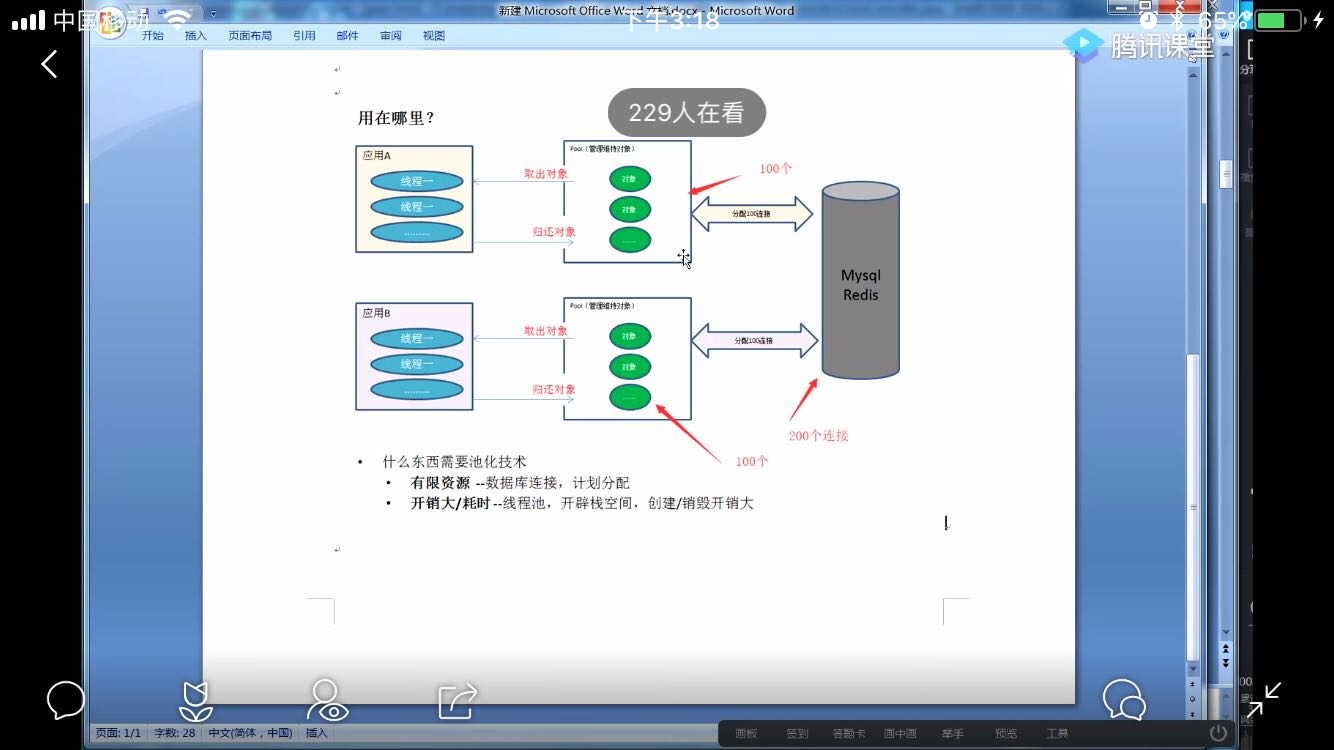 新建 Microsoft Office Word 文档.docx - Microsoft Word
中国移动
下午3:18
65%
开始 插入 页面布局 引用 邮件 审阅 视图
腾讯课堂
229人在看
用在哪里？
应用A
线程一
线程一
………
取出对象
归还对象
Pool（管理维持对象）
对象
对象
……
100个
分配100连接
Mysql
Redis
应用B
线程一
线程一
………
取出对象
归还对象
Pool（管理维持对象）
对象
对象
……
分配100连接
200个连接
100个
• 什么东西需要池化技术
• 有限资源 --数据库连接，计划分配
• 开销大/耗时--线程池，开辟栈空间，创建/销毁开销大
页面: 1/1 字数: 28 中文(简体，中国) 插入
画板 签到 答题卡 画中画 举手 预览 工具